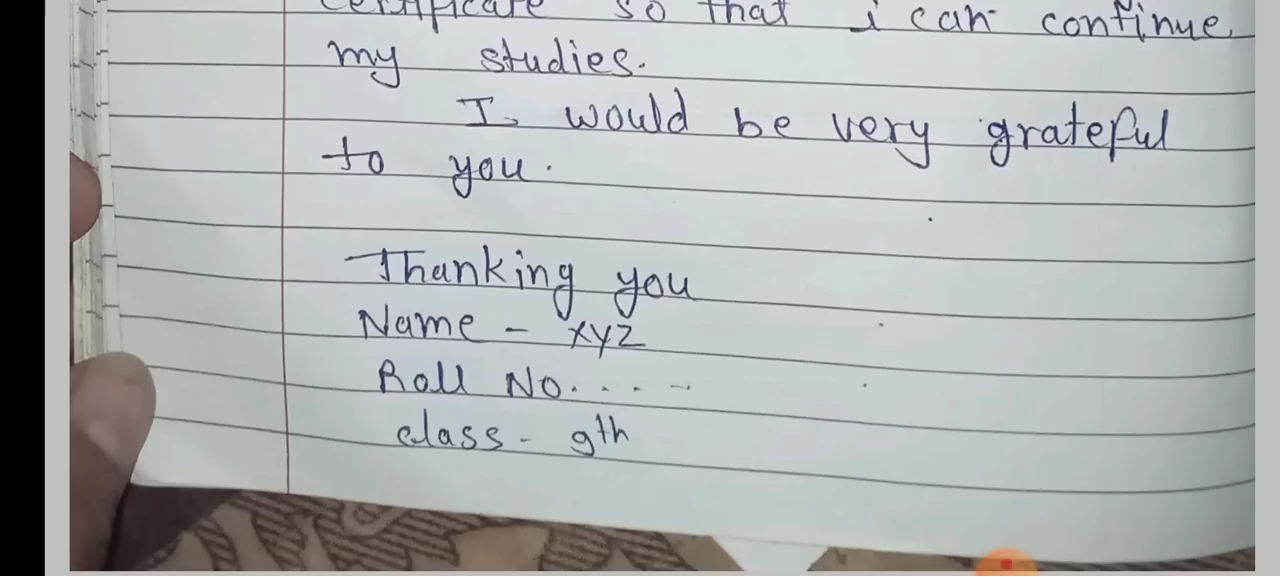 certificare so that i can continue
my studies.
I, would be very grateful
to you.
Thanking you
Name - XYZ
Roll No. . . . -
class - 9th